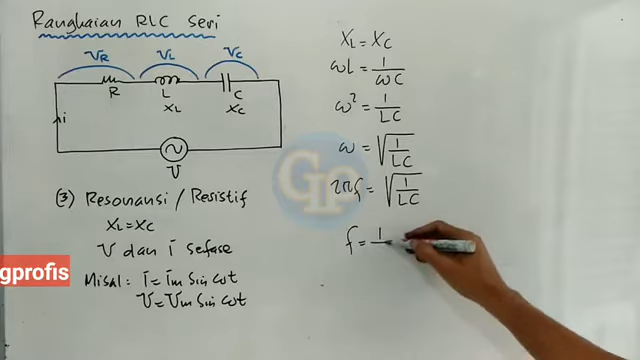 Rangkaian RLC Seri
VR VL VC
R L C
XL XC
i
V
(3) Resonansi / Resistif
XL = XC
V dan i sefase
Misal : i = im sin ωt
V = Vm sin ωt
XL = XC
ωL = 1/ωC
ω² = 1/LC
ω = √1/LC
2πf = √1/LC
f = 1
GP
gprofis